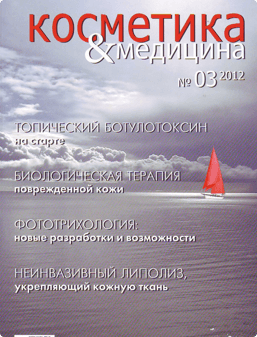 косметика
&медицина
№ 03 2012
ТОПИЧЕСКИЙ БОТУЛОТОКСИН
на старте
БИОЛОГИЧЕСКАЯ ТЕРАПИЯ
поврежденной кожи
ФОТОТРИХОЛОГИЯ:
новые разработки и возможности
НЕИНВАЗИВНЫЙ ЛИПОЛИЗ,
укрепляющий кожную ткань